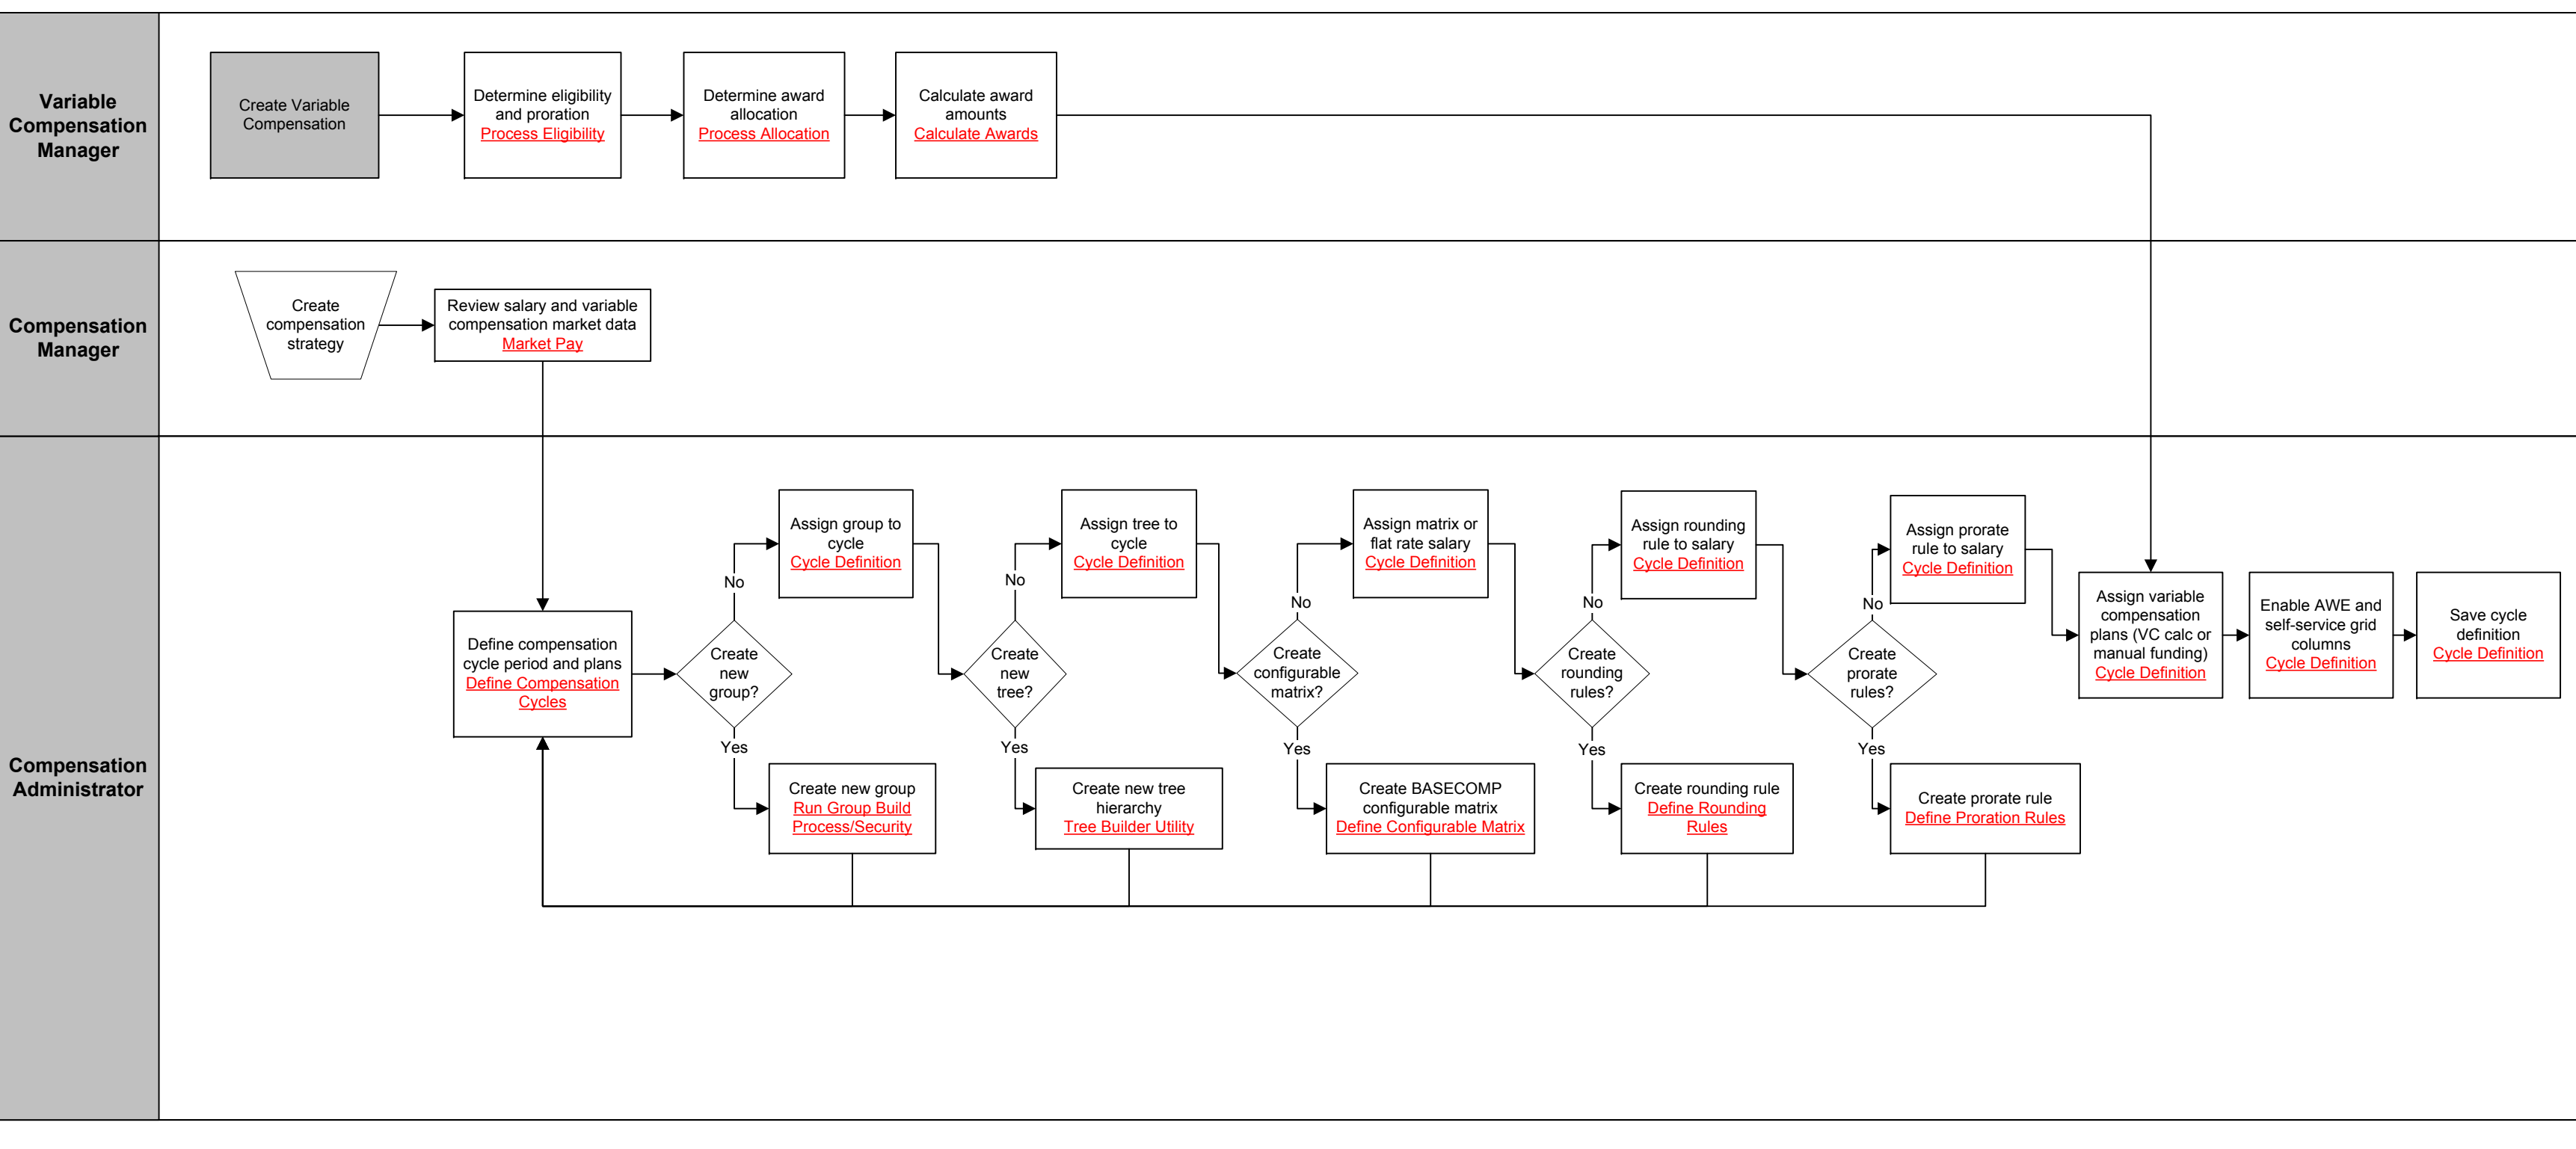 Variable
Compensation
Manager
Create Variable
Compensation
Determine eligibility
and proration
Process Eligibility
Determine award
allocation
Process Allocation
Calculate award
amounts
Calculate Awards
Compensation
Manager
Create
compensation
strategy
Review salary and variable
compensation market data
Market Pay
Compensation
Administrator
Define compensation
cycle period and plans
Define Compensation
Cycles
Create
new
group?
No
Assign group to
cycle
Cycle Definition
Yes
Create new group
Run Group Build
Process/Security
Create
new
tree?
No
Assign tree to
cycle
Cycle Definition
Yes
Create new tree
hierarchy
Tree Builder Utility
Create
configurable
matrix?
No
Assign matrix or
flat rate salary
Cycle Definition
Yes
Create BASECOMP
configurable matrix
Define Configurable Matrix
Create
rounding
rules?
No
Assign rounding
rule to salary
Cycle Definition
Yes
Create rounding rule
Define Rounding
Rules
Create
prorate
rules?
No
Assign prorate
rule to salary
Cycle Definition
Yes
Create prorate rule
Define Proration Rules
Assign variable
compensation
plans (VC calc or
manual funding)
Cycle Definition
Enable AWE and
self-service grid
columns
Cycle Definition
Save cycle
definition
Cycle Definition